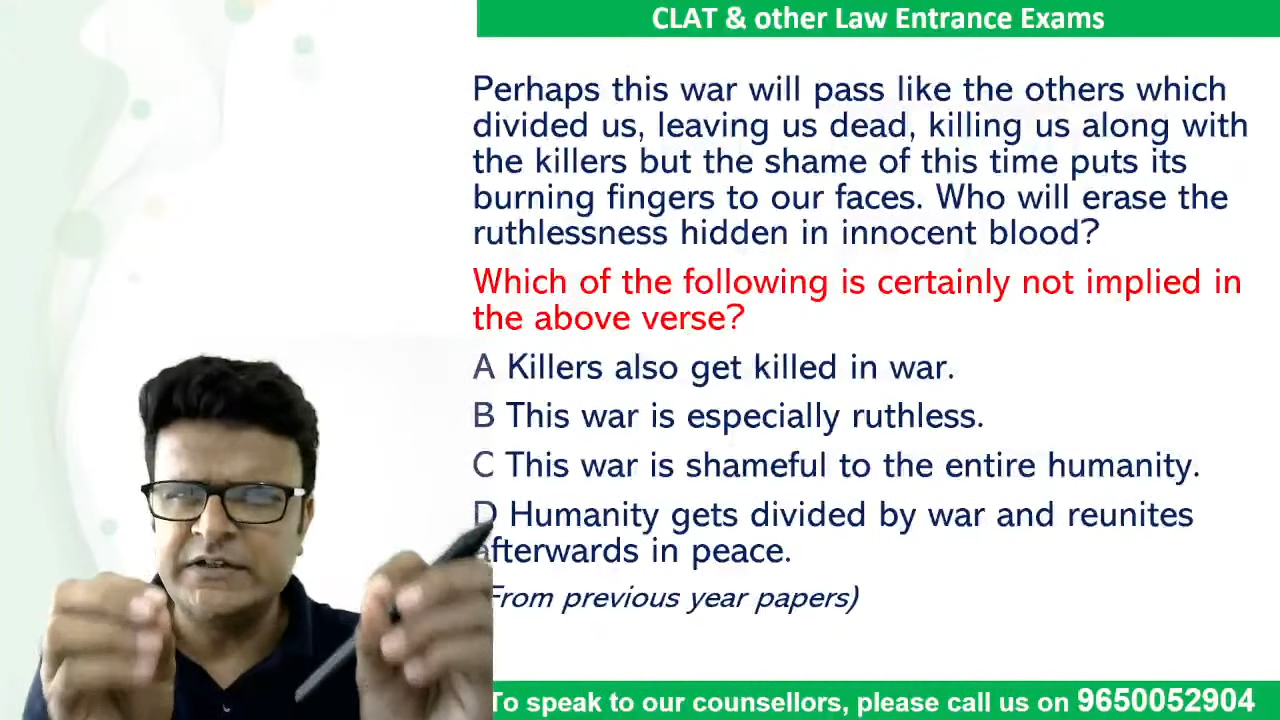 CLAT & other Law Entrance Exams
Perhaps this war will pass like the others which
divided us, leaving us dead, killing us along with
the killers but the shame of this time puts its
burning fingers to our faces. Who will erase the
ruthlessness hidden in innocent blood?
Which of the following is certainly not implied in
the above verse?
A Killers also get killed in war.
B This war is especially ruthless.
C This war is shameful to the entire humanity.
D Humanity gets divided by war and reunites
afterwards in peace.
(From previous year papers)
To speak to our counsellors, please call us on 9650052904